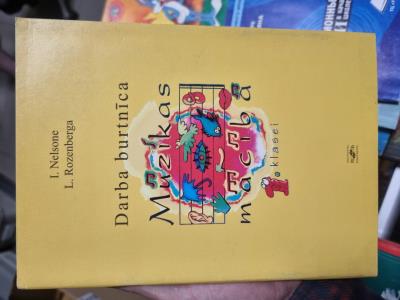 I. Nelsone
L. Rozenberga
Darba burtnīca
Mūzikas
mācība
1. klasei